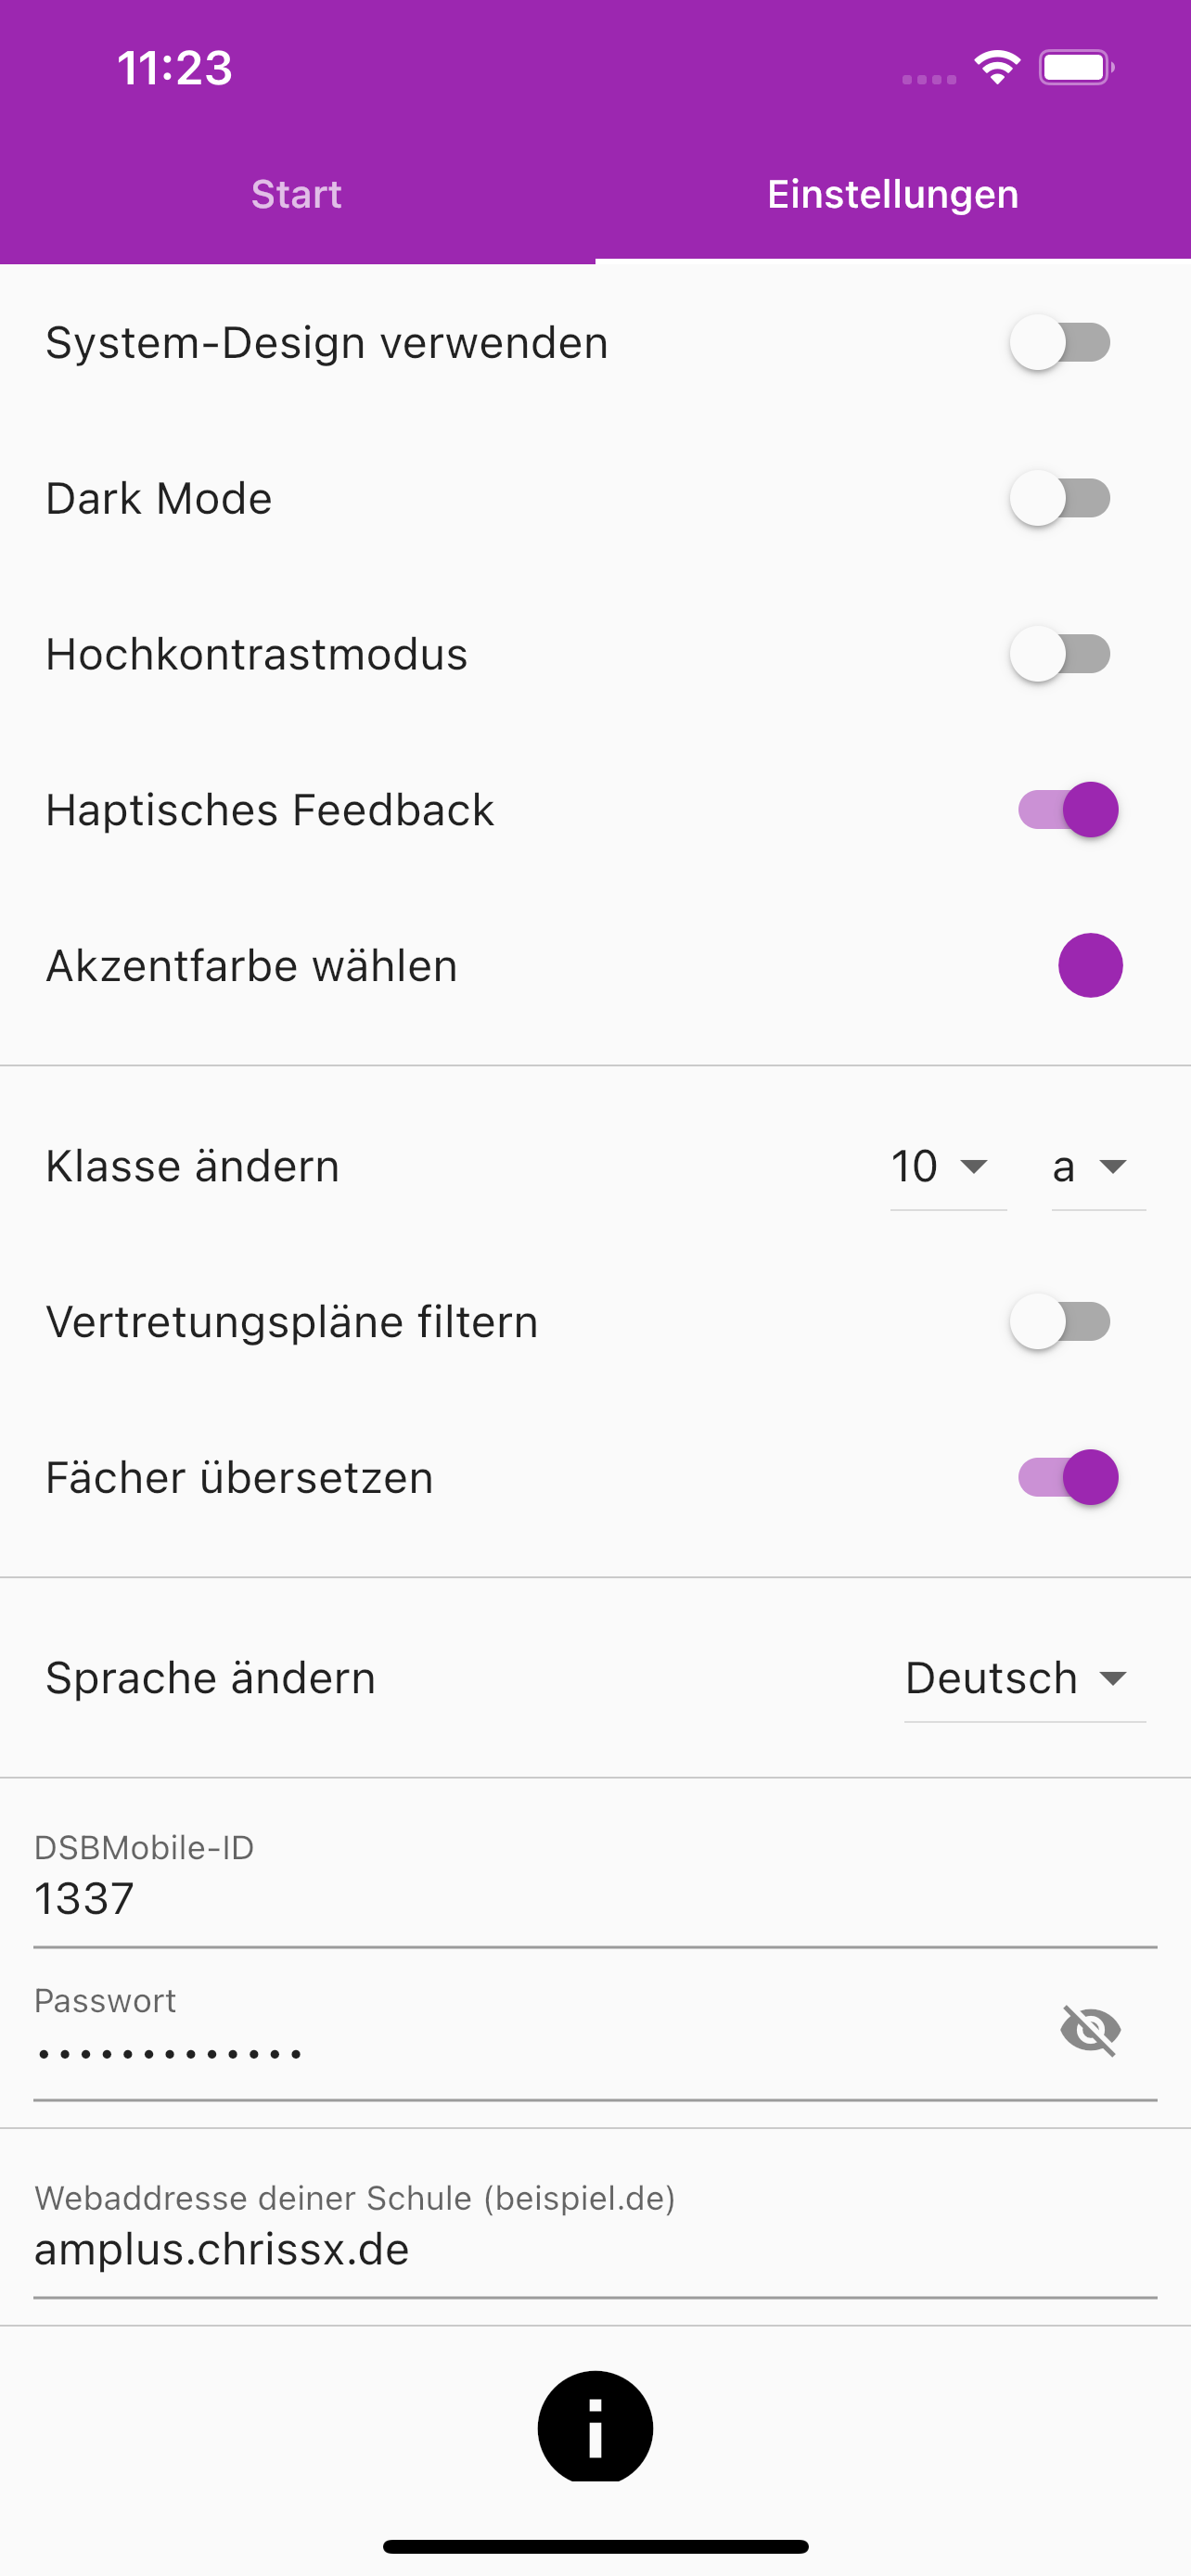 11:23
Start Einstellungen
System-Design verwenden
Dark Mode
Hochkontrastmodus
Haptisches Feedback
Akzentfarbe wählen
Klasse ändern 10 a
Vertretungspläne filtern
Fächer übersetzen
Sprache ändern Deutsch
DSBMobile-ID
1337
Passwort
•••••••••••••
Webaddresse deiner Schule (beispiel.de)
amplus.chrissx.de